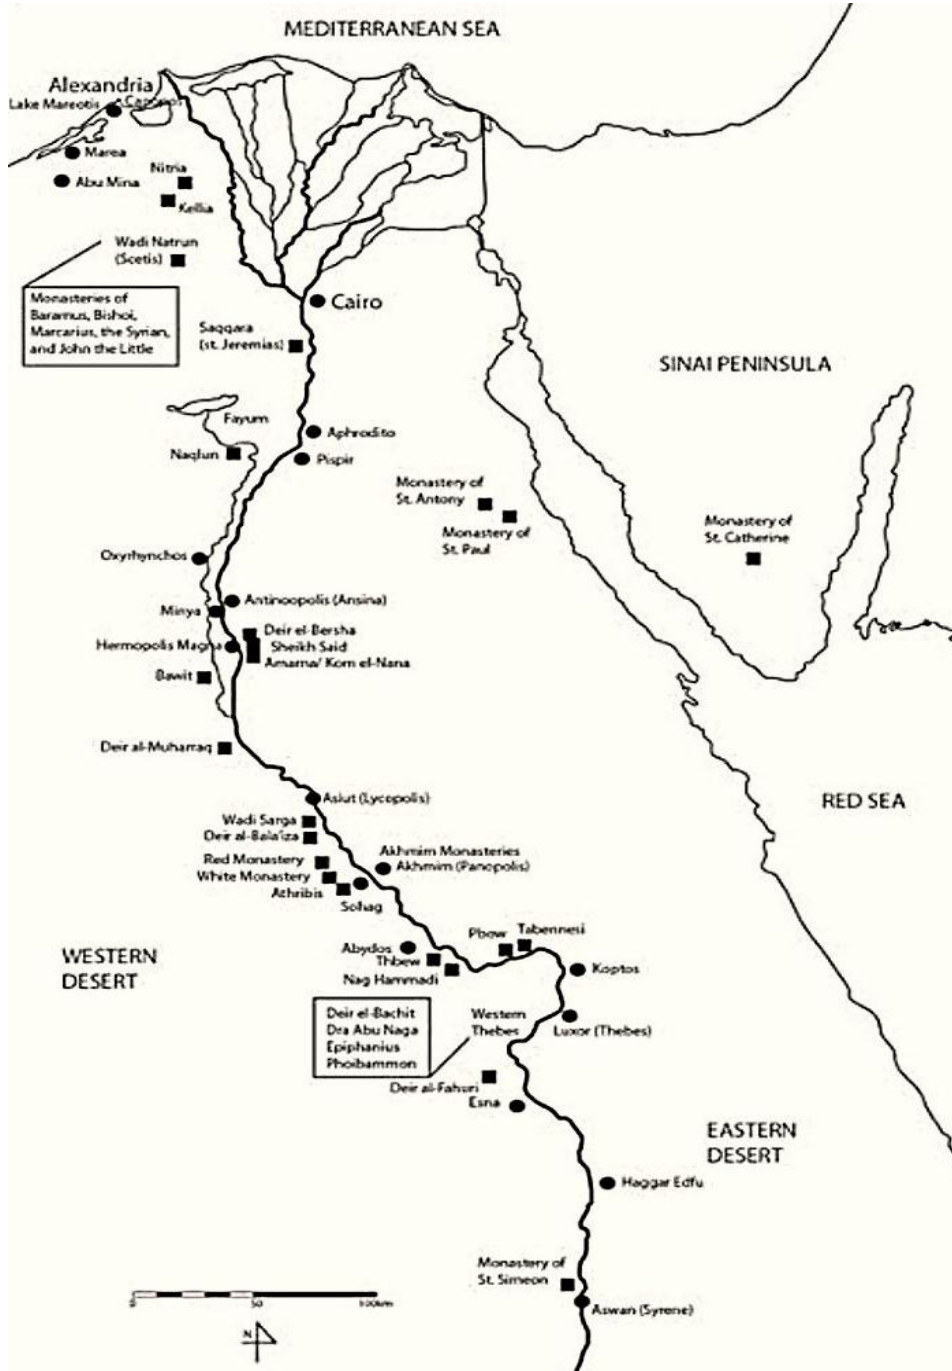 MEDITERRANEAN SEA
Alexandria
Lake Mareotis
Canopus
Marea
Abu Mina
Nitria
Kellia
Wadi Natrun
(Scetis)
Monasteries of
Baramus, Bishoi,
Marcarius, the Syrian,
and John the Little
Cairo
Saqqara
(st. Jeremias)
SINAI PENINSULA
Fayum
Aphrodito
Naqlun
Pispir
Monastery of
St. Antony
Monastery of
St. Paul
Monastery of
St. Catherine
Oxyrhynchos
Antinoopolis (Ansina)
Minya
Deir el-Bersha
Hermopolis Magna
Sheikh Said
Amarna/ Kom el-Nana
Bawit
Deir al-Muharraq
Asiut (Lycopolis)
RED SEA
Wadi Sarga
Deir al-Bala'iza
Akhmim Monasteries
Akhmim (Panopolis)
Red Monastery
White Monastery
Athribis
Sohag
WESTERN
DESERT
Abydos
Thbew
Nag Hammadi
Pbow
Tabennesi
Koptos
Deir el-Bachit
Dra Abu Naga
Epiphanius
Phoibammon
Western
Thebes
Luxor (Thebes)
Deir al-Fahuri
Esna
EASTERN
DESERT
Haggar Edfu
Monastery of
St. Simeon
Aswan (Syrene)
0
50
100km
N